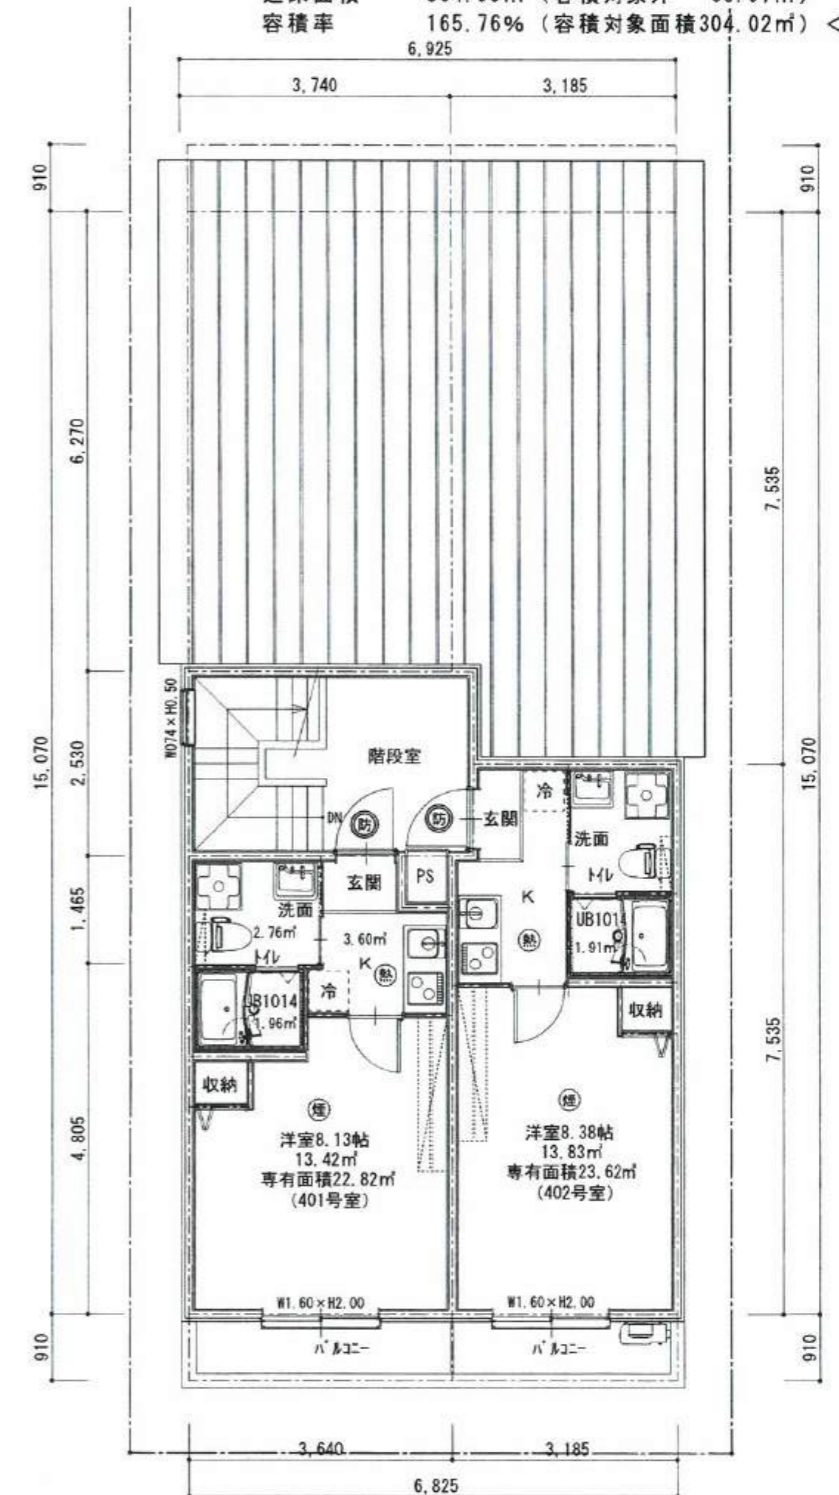 容積率 165.76% (容積対象面積304.02㎡) <
6,925
3,740 3,185
910 910
6,270
7,535
W074×H0.50
15,070
2,530
15,070
階段室
DN
防 防
玄関
冷
洗面
トイレ
玄関
PS
1,465
洗面
2.76㎡
トイレ
3.60㎡
K
熱
K
熱
UB1014
1.91㎡
冷
UB1014
1.96㎡
収納
収納
7,535
4,805
煙
洋室8.13帖
13.42㎡
専有面積22.82㎡
(401号室)
煙
洋室8.38帖
13.83㎡
専有面積23.62㎡
(402号室)
W1.60×H2.00 W1.60×H2.00
バルコニー バルコニー
910 910
3,640 3,185
6,825